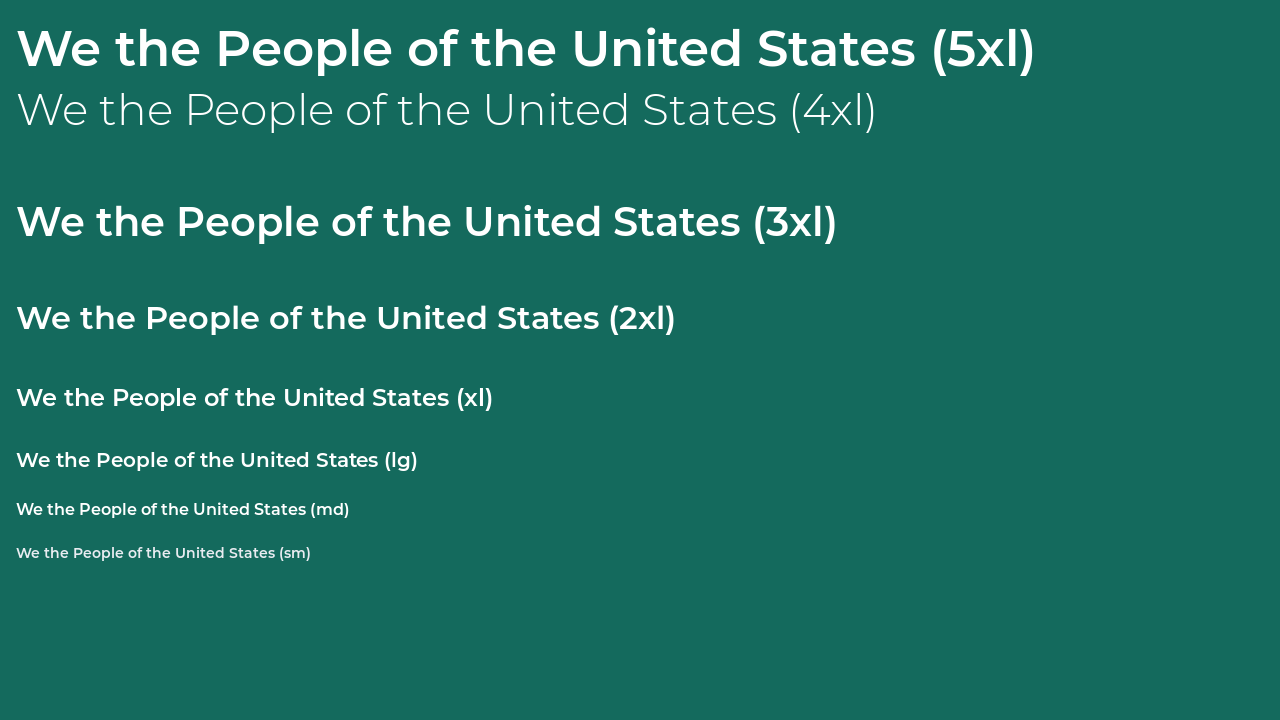 We the People of the United States (5xl)
We the People of the United States (4xl)
We the People of the United States (3xl)
We the People of the United States (2xl)
We the People of the United States (xl)
We the People of the United States (lg)
We the People of the United States (md)
We the People of the United States (sm)